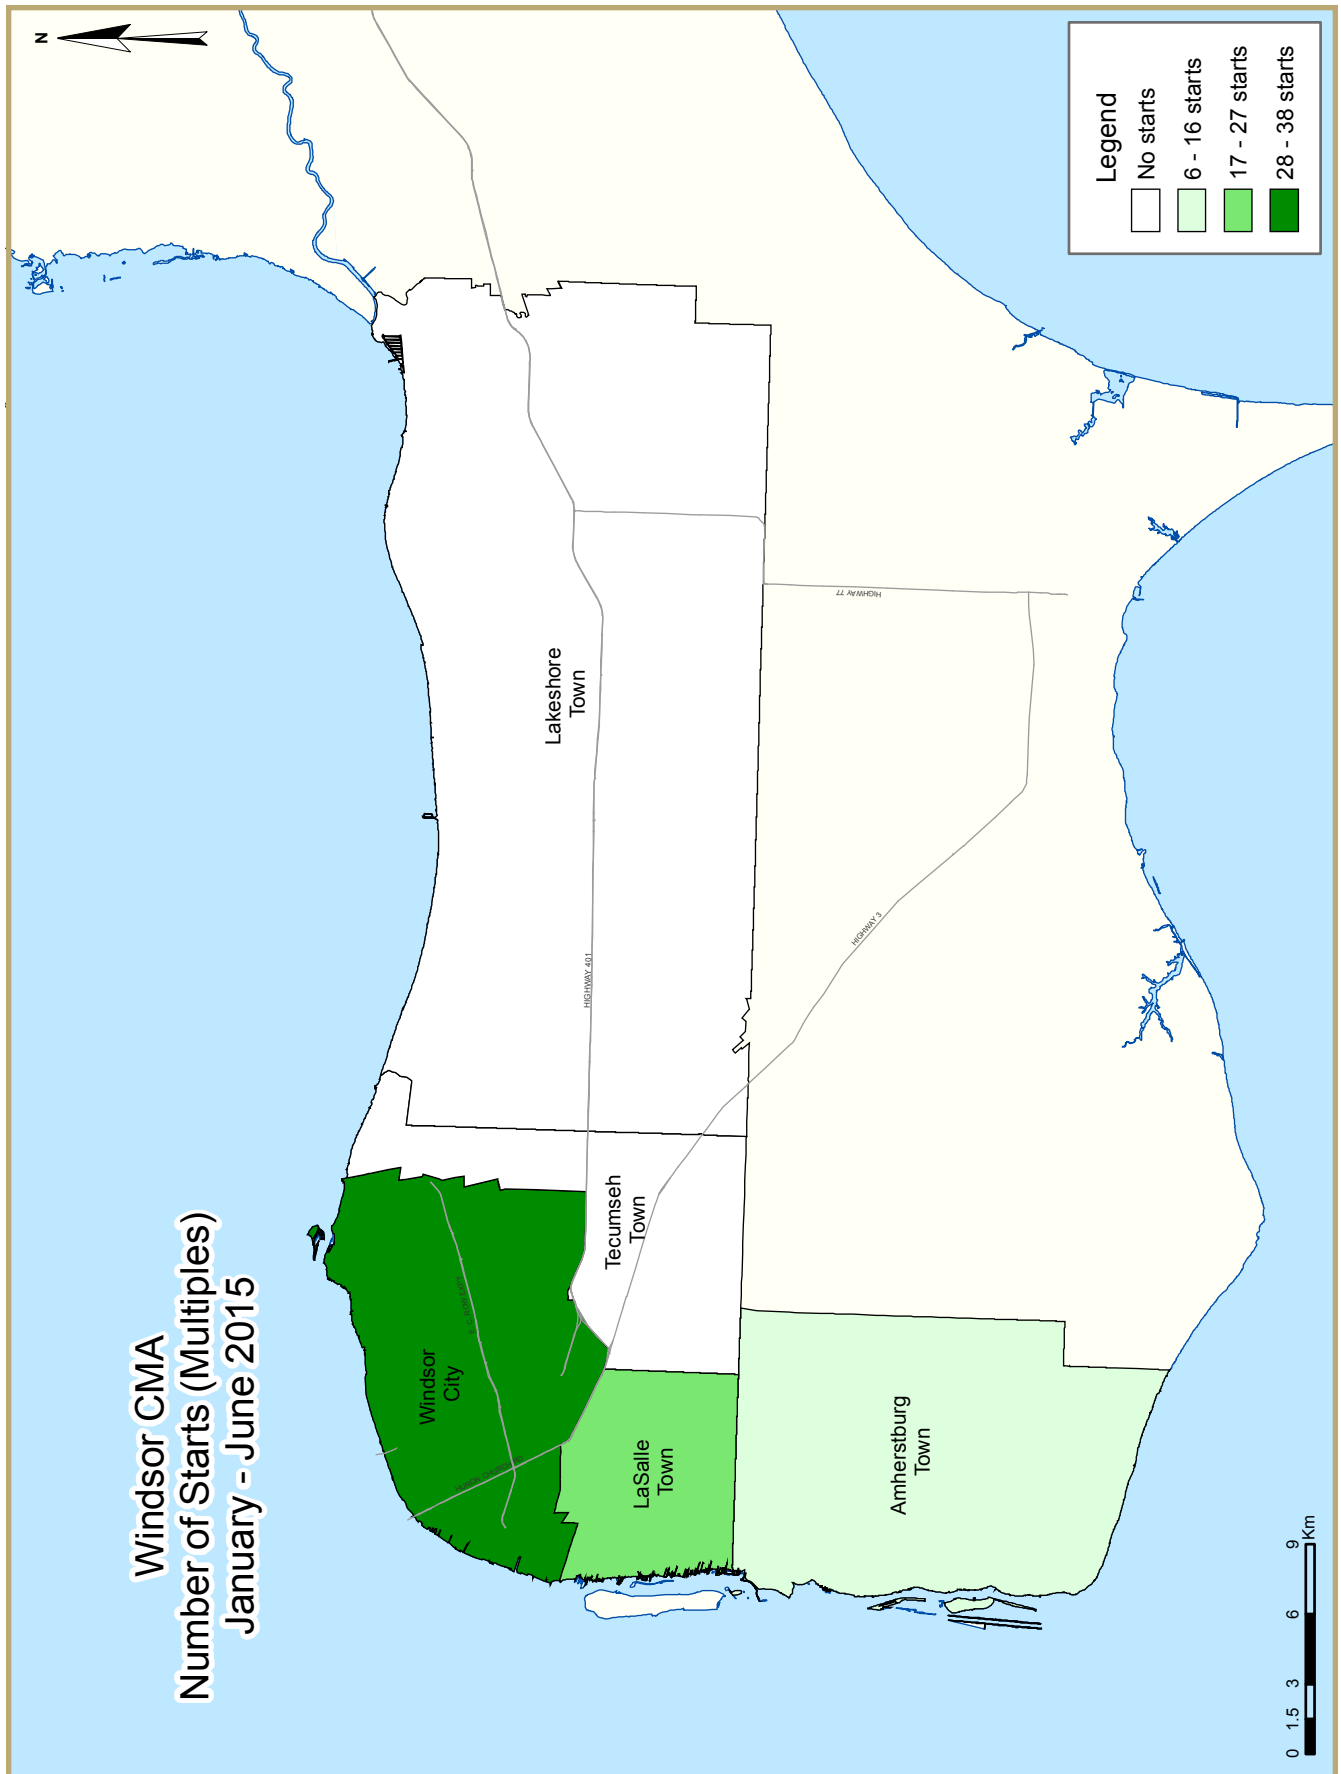 Windsor CMA
Number of Starts (Multiples)
January - June 2015
N
Legend
No starts
6 - 16 starts
17 - 27 starts
28 - 38 starts
Lakeshore
Town
HIGHWAY 401
HIGHWAY 77
HIGHWAY 3
Tecumseh
Town
Windsor
City
LaSalle
Town
Amherstburg
Town
0 1.5 3 6 9
Km